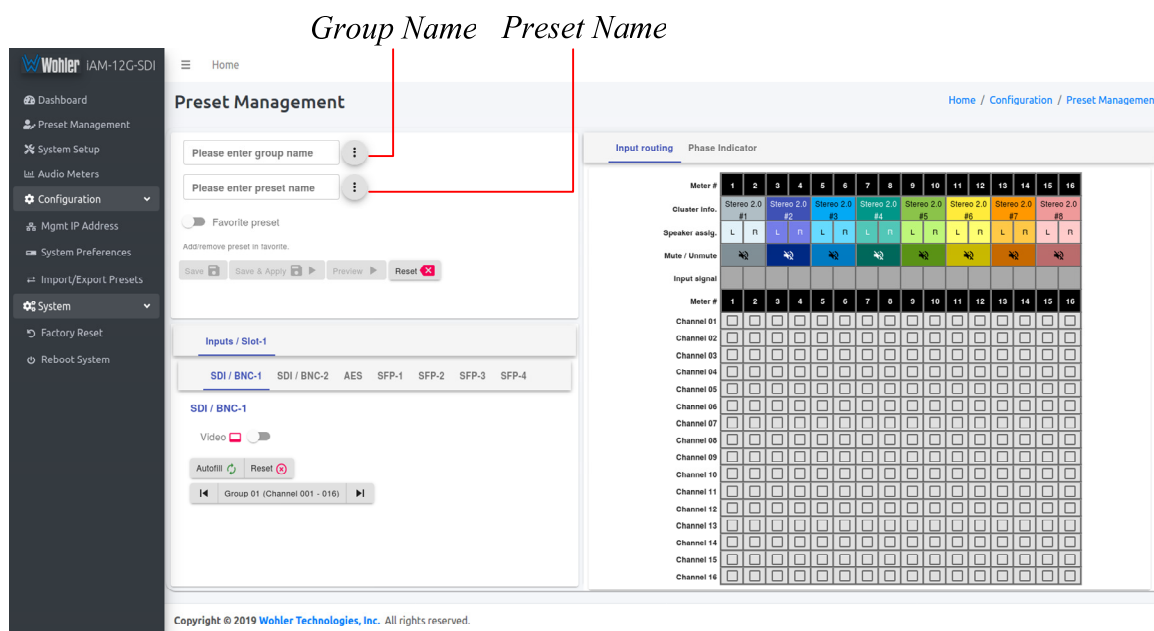 Group Name Preset Name
Wohler IAM-12G-SDI
Home
Dashboard
Preset Management
System Setup
Audio Meters
Configuration
Mgmt IP Address
System Preferences
Import/Export Presets
System
Factory Reset
Reboot System
Preset Management
Home / Configuration / Preset Managemen
Please enter group name
Please enter preset name
Favorite preset
Add/remove preset in favorite.
Save Save & Apply Preview Reset
Inputs / Slot-1
SDI / BNC-1 SDI / BNC-2 AES SFP-1 SFP-2 SFP-3 SFP-4
SDI / BNC-1
Video
Autofill Reset
Group 01 (Channel 001 - 016)
Input routing Phase Indicator
Meter # 1 2 3 4 5 6 7 8 9 10 11 12 13 14 15 16
Cluster Info. Stereo 2.0 #1 Stereo 2.0 #2 Stereo 2.0 #3 Stereo 2.0 #4 Stereo 2.0 #5 Stereo 2.0 #6 Stereo 2.0 #7 Stereo 2.0 #8
Speaker assig. L R L R L R L R L R L R L R L R
Mute / Unmute
Input signal
Meter # 1 2 3 4 5 6 7 8 9 10 11 12 13 14 15 16
Channel 01
Channel 02
Channel 03
Channel 04
Channel 05
Channel 06
Channel 07
Channel 08
Channel 09
Channel 10
Channel 11
Channel 12
Channel 13
Channel 14
Channel 15
Channel 16
Copyright © 2019 Wohler Technologies, Inc. All rights reserved.